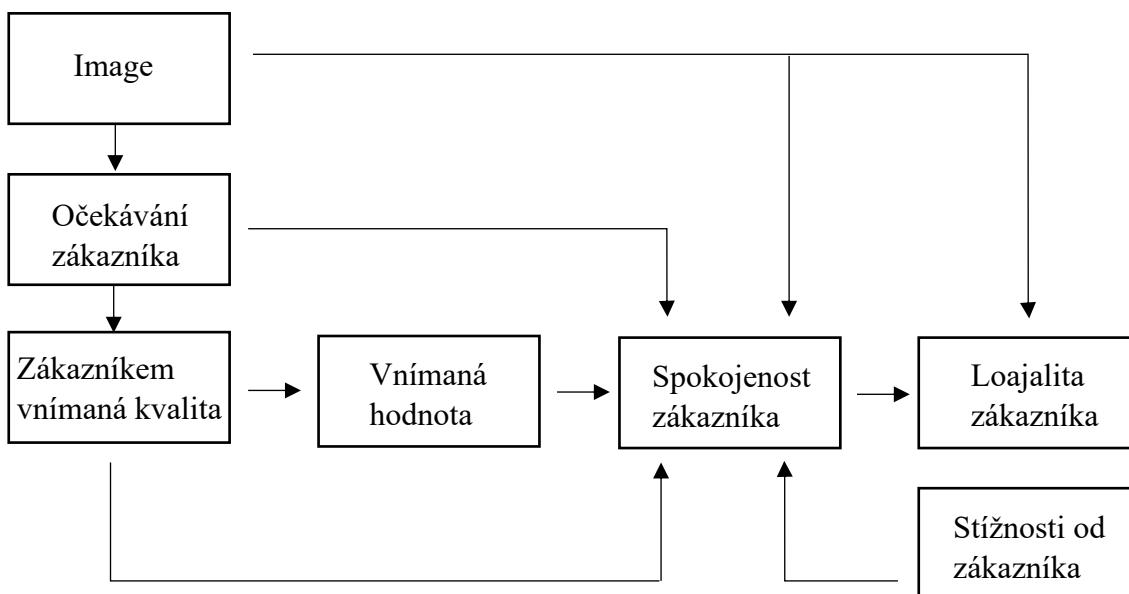 Image
Očekávání
zákazníka
Zákazníkem
vnímaná kvalita
Vnímaná
hodnota
Spokojenost
zákazníka
Loajalita
zákazníka
Stížnosti od
zákazníka